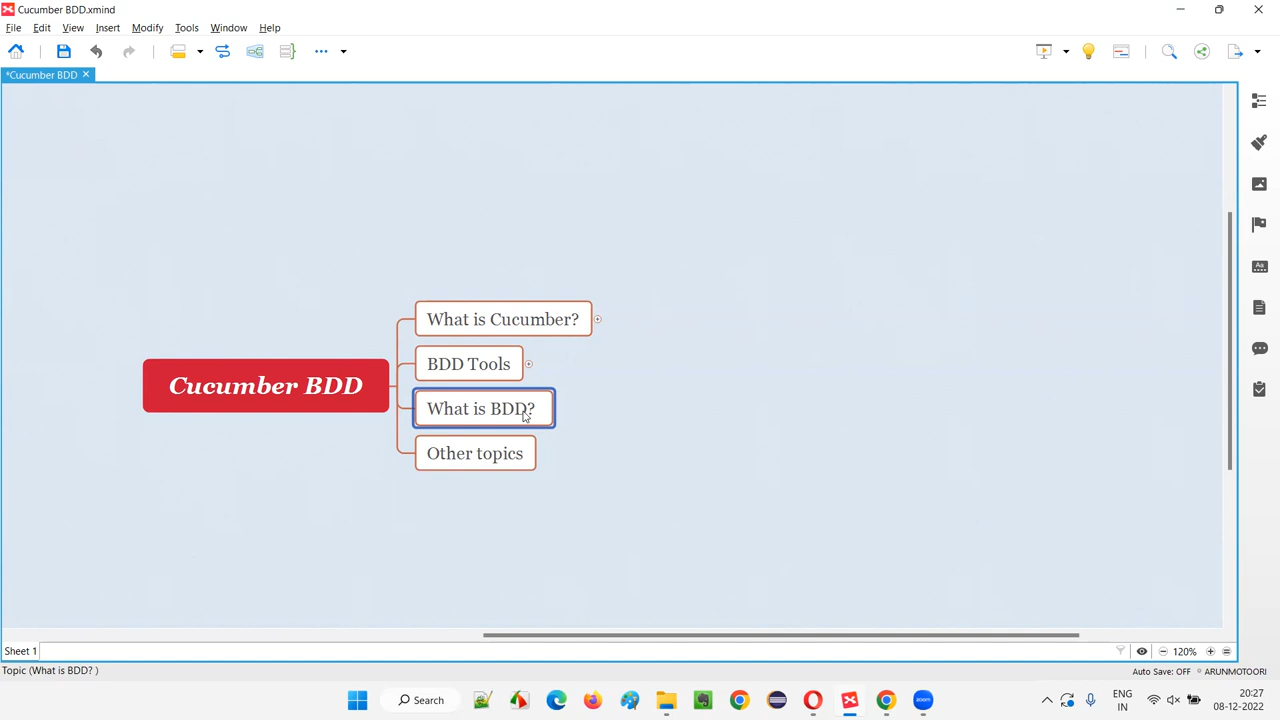 Cucumber BDD.xmind
File Edit View Insert Modify Tools Window Help
*Cucumber BDD
What is Cucumber?
BDD Tools
Cucumber BDD
What is BDD?
Other topics
Sheet 1
120%
Topic (What is BDD? )
Auto Save: OFF
ARUNMOTOORI
Search
zoom
ENG
IN
20:27
08-12-2022